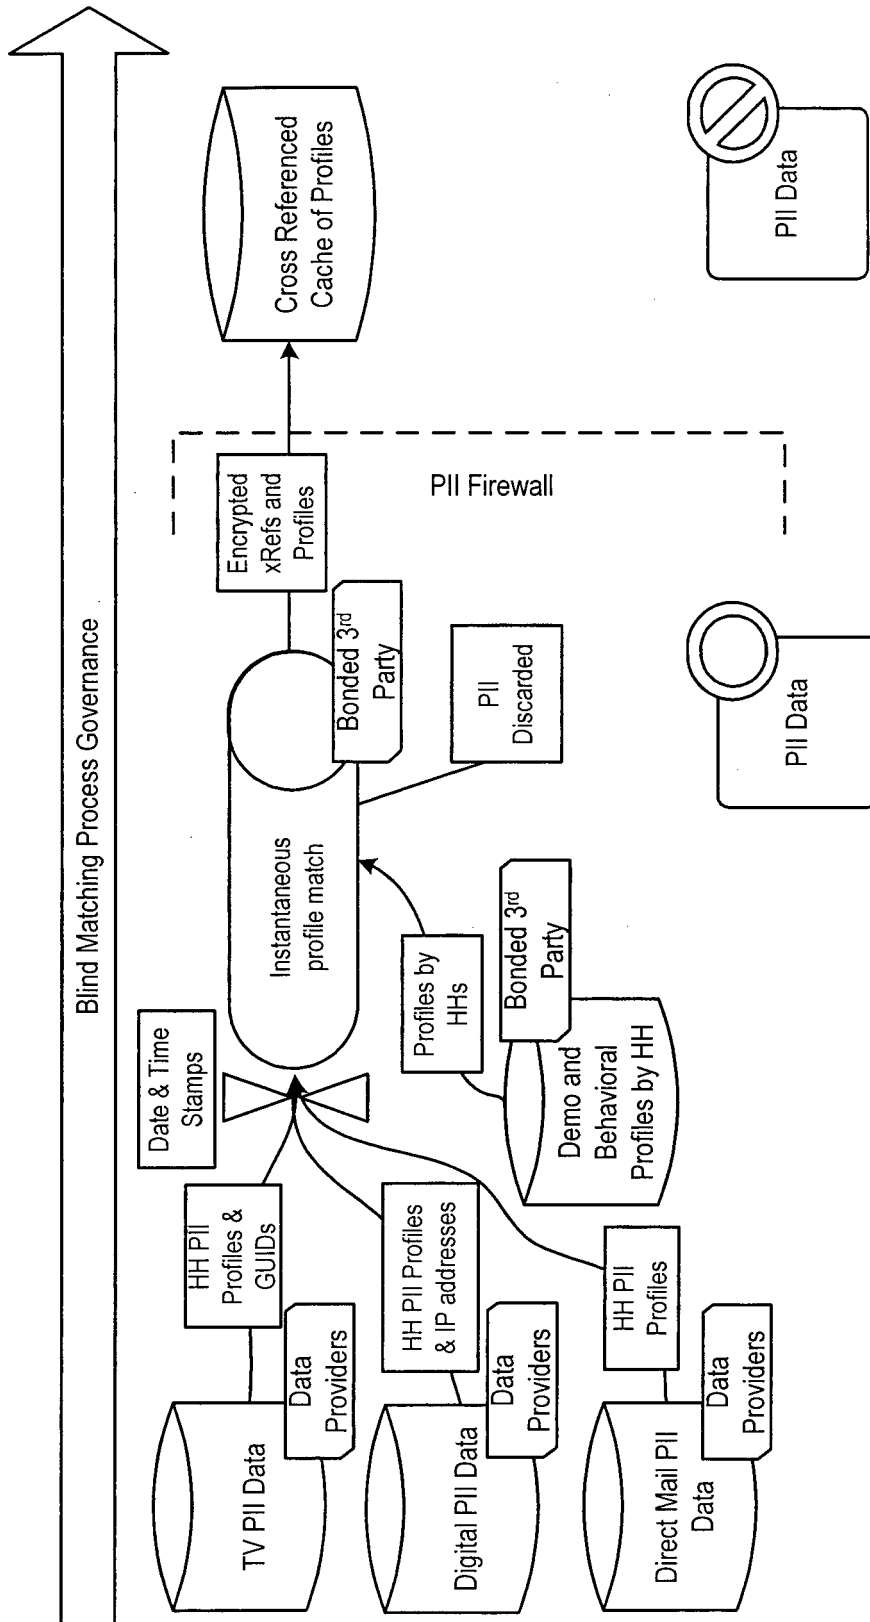 Blind Matching Process Governance
TV PII Data
Data
Providers
HH PII
Profiles &
GUIDs
Date & Time
Stamps
Digital PII Data
Data
Providers
HH PII Profiles
& IP addresses
Direct Mail PII
Data
Data
Providers
HH PII
Profiles
Demo and
Behavioral
Profiles by HH
Bonded 3rd
Party
Profiles by
HHs
Instantaneous
profile match
Bonded 3rd
Party
PII
Discarded
Encrypted
xRefs and
Profiles
PII Firewall
Cross Referenced
Cache of Profiles
PII Data
PII Data